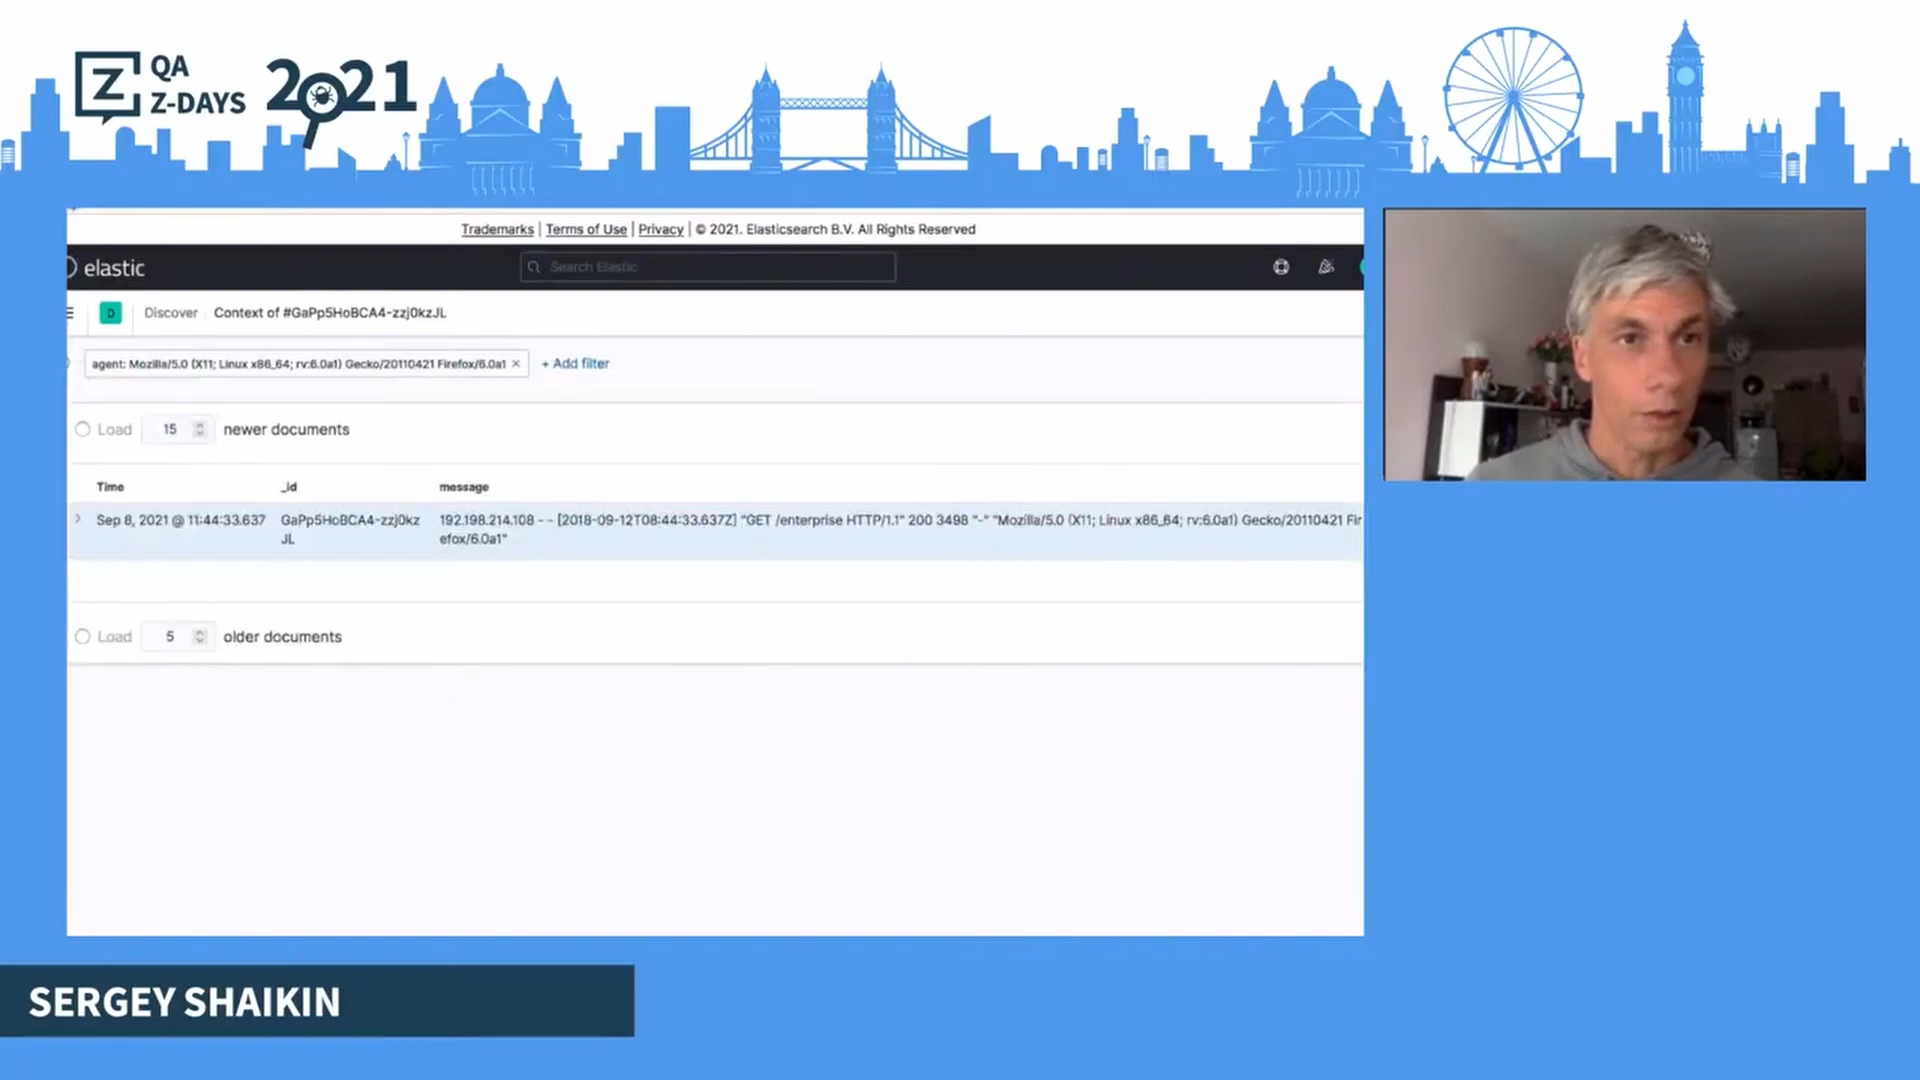 QA
Z-DAYS
2021
Trademarks | Terms of Use | Privacy | © 2021. Elasticsearch B.V. All Rights Reserved
elastic
Search Elastic
D
Discover
Context of #GaPp5HoBCA4-zzj0kzJL
agent: Mozilla/5.0 (X11; Linux x86_64; rv:6.0a1) Gecko/20110421 Firefox/6.0a1 ×
+ Add filter
Load 15 newer documents
Time _id message
Sep 8, 2021 @ 11:44:33.637 GaPp5HoBCA4-zzj0kz 192.198.214.108 - - [2018-09-12T08:44:33.637Z] "GET /enterprise HTTP/1.1" 200 3498 "-" "Mozilla/5.0 (X11; Linux x86_64; rv:6.0a1) Gecko/20110421 Fir
JL efox/6.0a1"
Load 5 older documents
SERGEY SHAIKIN